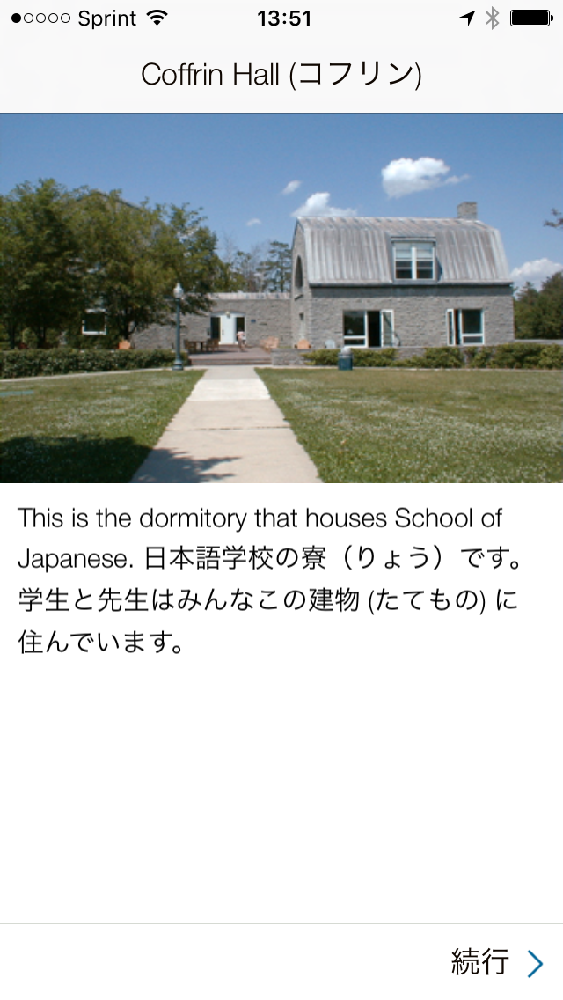 Sprint 13:51
Coffrin Hall (コフリン)
This is the dormitory that houses School of
Japanese. 日本語学校の寮（りょう）です。
学生と先生はみんなこの建物 (たてもの) に
住んでいます。
続行